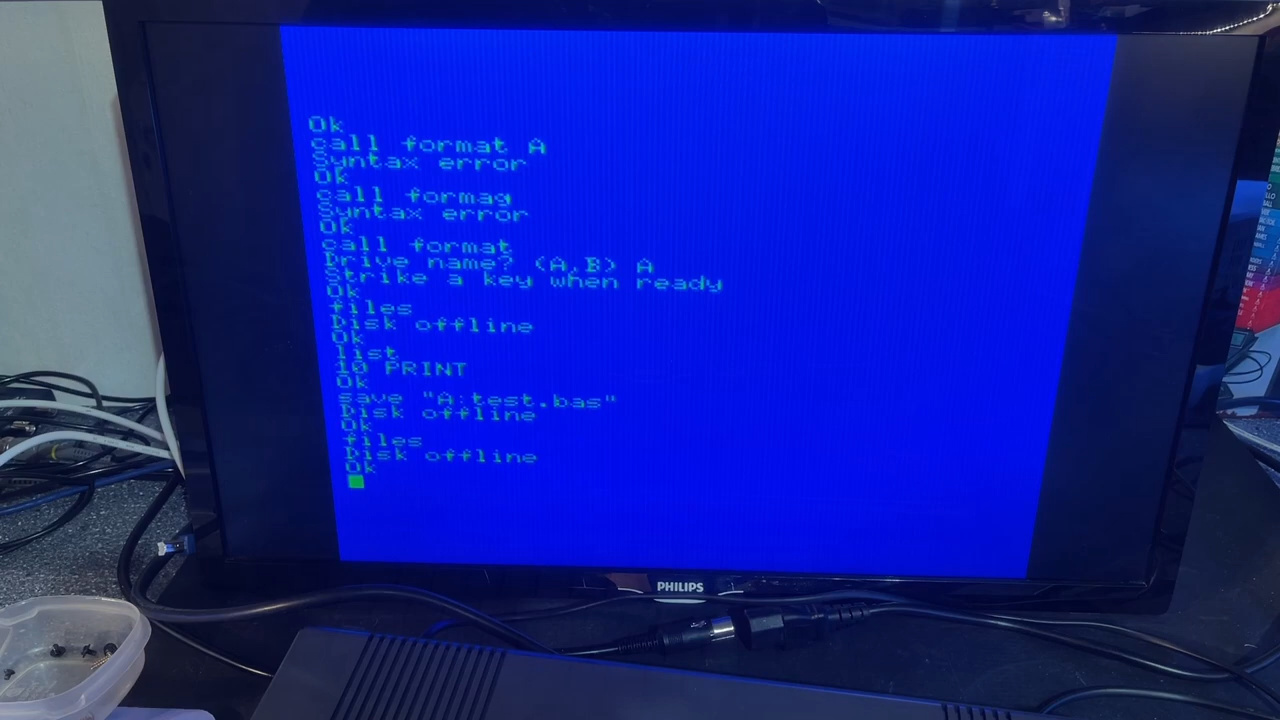 Ok
call format A
Syntax error
Ok
call formag
Syntax error
Ok
call format
Drive name? (A,B) A
Strike a key when ready
Ok
files
Disk offline
Ok
list
10 PRINT
Ok
save "A:test.bas"
Disk offline
Ok
files
Disk offline
Ok
PHILIPS